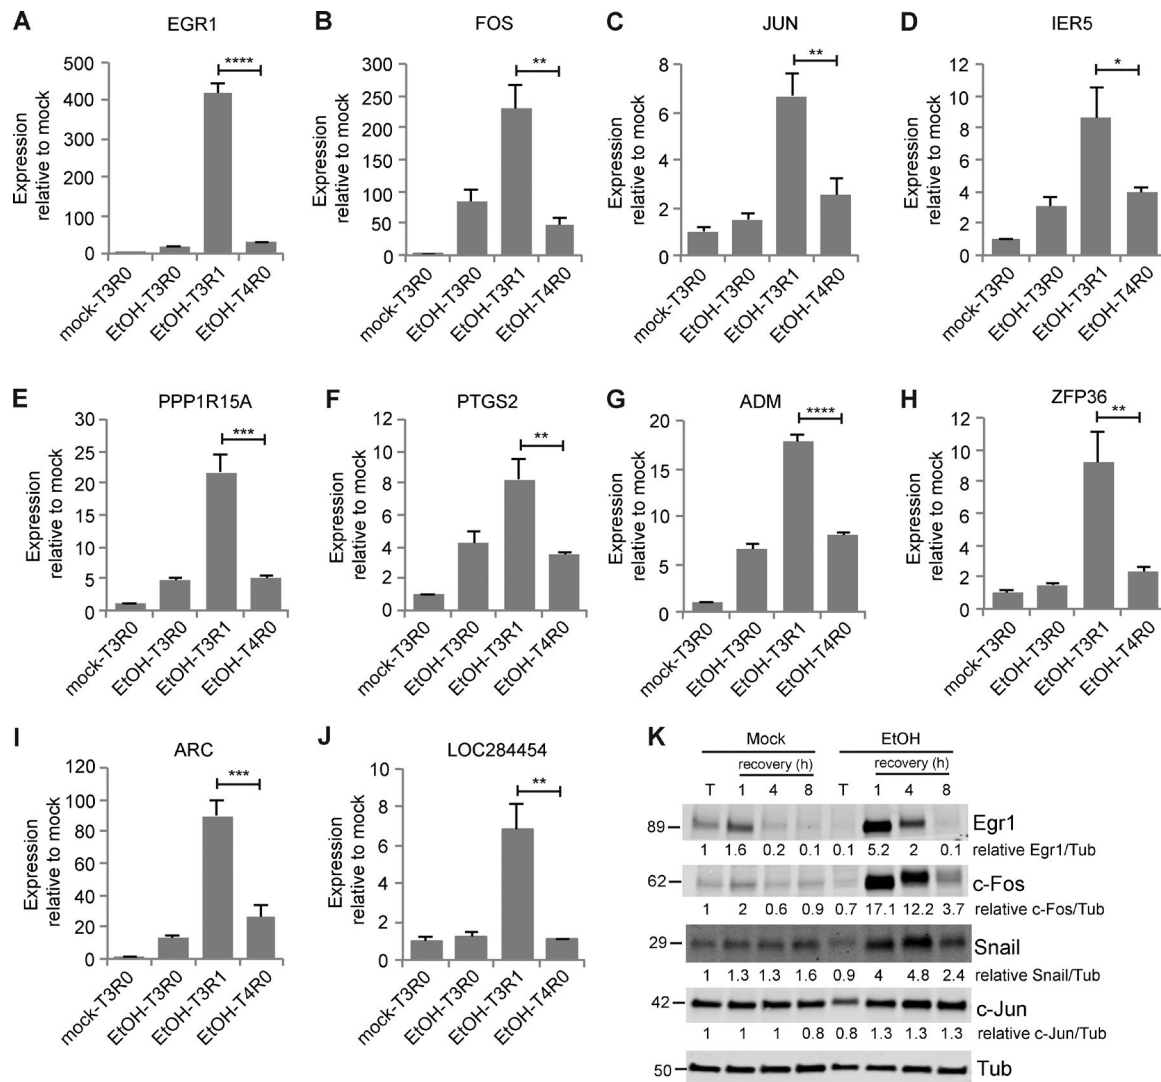 A EGR1
Expression
relative to mock
500
400
300
200
100
0
****
mock-T3R0
EtOH-T3R0
EtOH-T3R1
EtOH-T4R0
B FOS
Expression
relative to mock
300
250
200
150
100
50
0
**
mock-T3R0
EtOH-T3R0
EtOH-T3R1
EtOH-T4R0
C JUN
Expression
relative to mock
8
6
4
2
0
**
mock-T3R0
EtOH-T3R0
EtOH-T3R1
EtOH-T4R0
D IER5
Expression
relative to mock
12
10
8
6
4
2
0
*
mock-T3R0
EtOH-T3R0
EtOH-T3R1
EtOH-T4R0
E PPP1R15A
Expression
relative to mock
30
25
20
15
10
5
0
***
mock-T3R0
EtOH-T3R0
EtOH-T3R1
EtOH-T4R0
F PTGS2
Expression
relative to mock
12
10
8
6
4
2
0
**
mock-T3R0
EtOH-T3R0
EtOH-T3R1
EtOH-T4R0
G ADM
Expression
relative to mock
20
15
10
5
0
****
mock-T3R0
EtOH-T3R0
EtOH-T3R1
EtOH-T4R0
H ZFP36
Expression
relative to mock
12
10
8
6
4
2
0
**
mock-T3R0
EtOH-T3R0
EtOH-T3R1
EtOH-T4R0
I ARC
Expression
relative to mock
120
100
80
60
40
20
0
***
mock-T3R0
EtOH-T3R0
EtOH-T3R1
EtOH-T4R0
J LOC284454
Expression
relative to mock
10
8
6
4
2
0
**
mock-T3R0
EtOH-T3R0
EtOH-T3R1
EtOH-T4R0
K Mock EtOH
recovery (h) recovery (h)
T 1 4 8 T 1 4 8
89 Egr1
1 1.6 0.2 0.1 0.1 5.2 2 0.1 relative Egr1/Tub
62 c-Fos
1 2 0.6 0.9 0.7 17.1 12.2 3.7 relative c-Fos/Tub
29 Snail
1 1.3 1.3 1.6 0.9 4 4.8 2.4 relative Snail/Tub
42 c-Jun
1 1 1 0.8 0.8 1.3 1.3 1.3 relative c-Jun/Tub
50 Tub